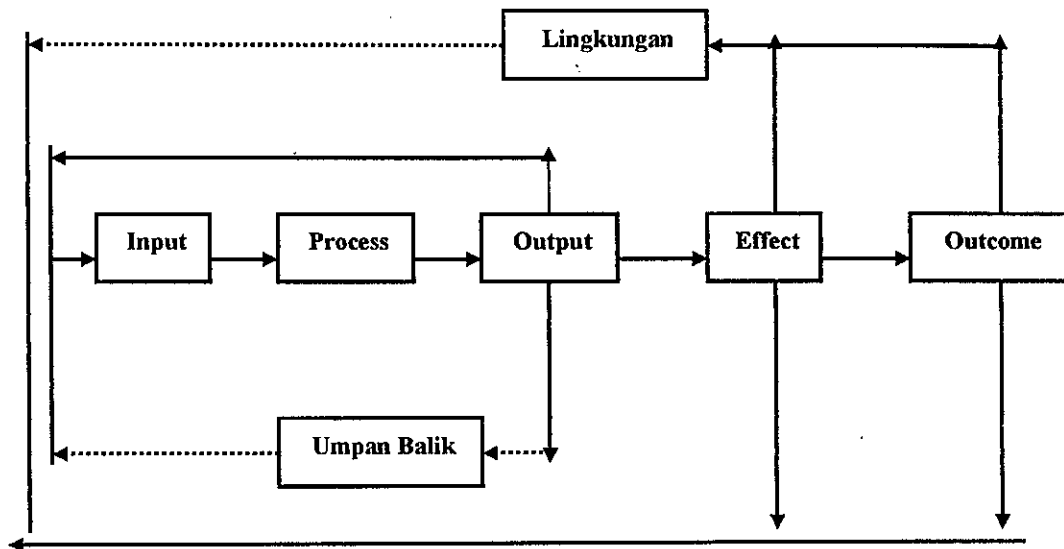 Lingkungan
Input
Process
Output
Effect
Outcome
Umpan Balik